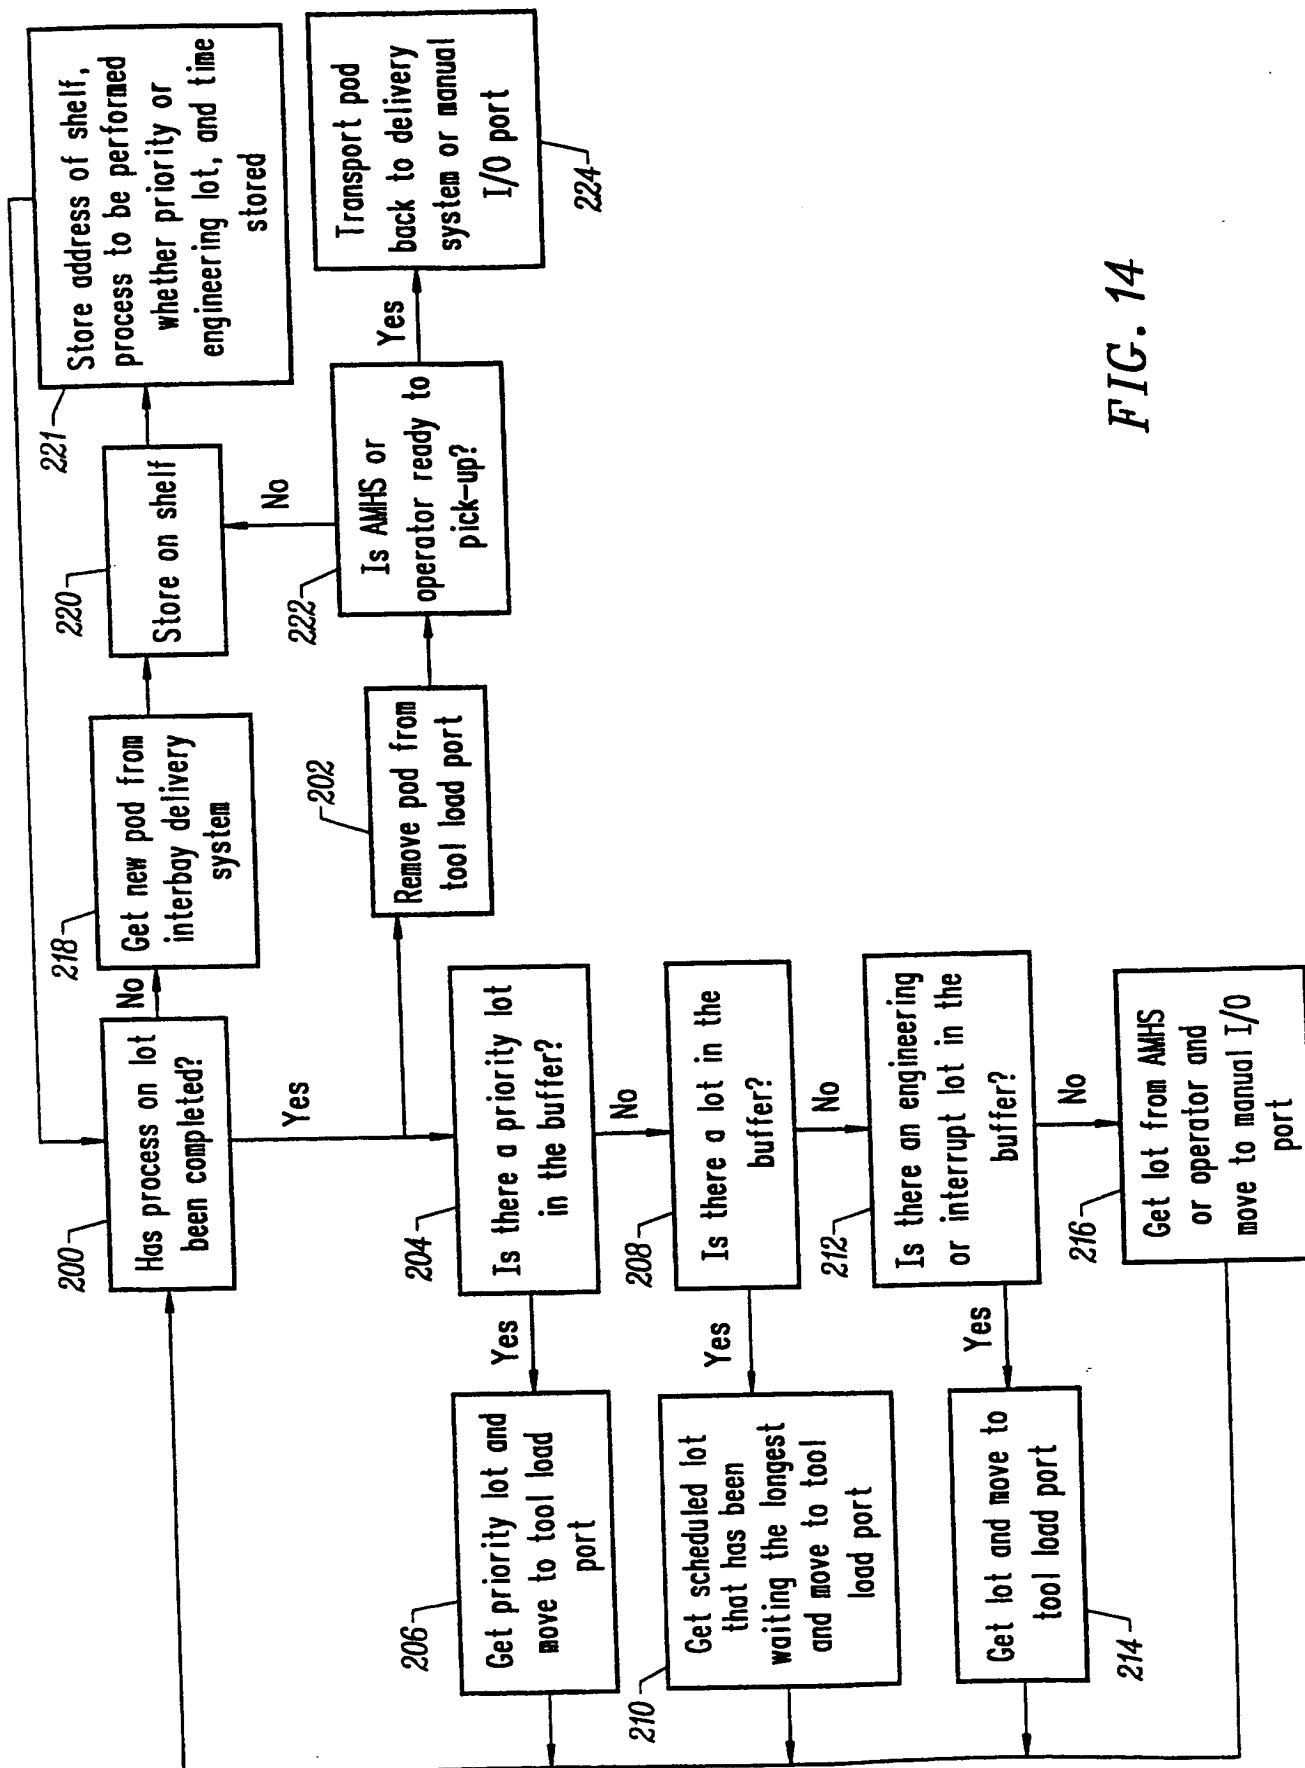 200
Has process on lot
been completed?
No
218
Get new pod from
interbay delivery
system
220
Store on shelf
221
Store address of shelf,
process to be performed
whether priority or
engineering lot, and time
stored
Yes
202
Remove pod from
tool load port
222
Is AMHS or
operator ready to
pick-up?
No
Yes
Transport pod
back to delivery
system or manual
I/O port
224
204
Is there a priority lot
in the buffer?
Yes
206
Get priority lot and
move to tool load
port
No
208
Is there a lot in the
buffer?
Yes
210
Get scheduled lot
that has been
waiting the longest
and move to tool
load port
No
212
Is there an engineering
or interrupt lot in the
buffer?
Yes
Get lot and move to
tool load port
214
No
216
Get lot from AMHS
or operator and
move to manual I/O
port
FIG. 14